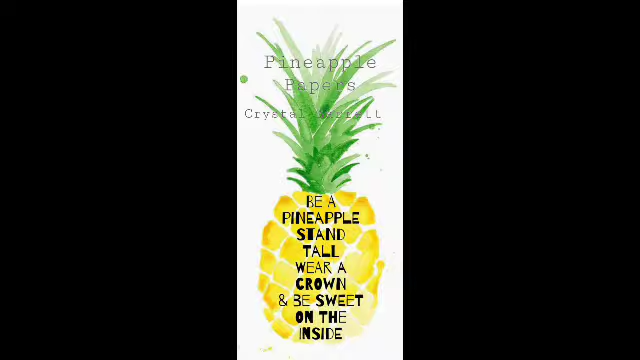 Pineapple
Papers
Crystal
BE A
PINEAPPLE
STAND
TALL
WEAR A
CROWN
& BE SWEET
ON THE
INSIDE